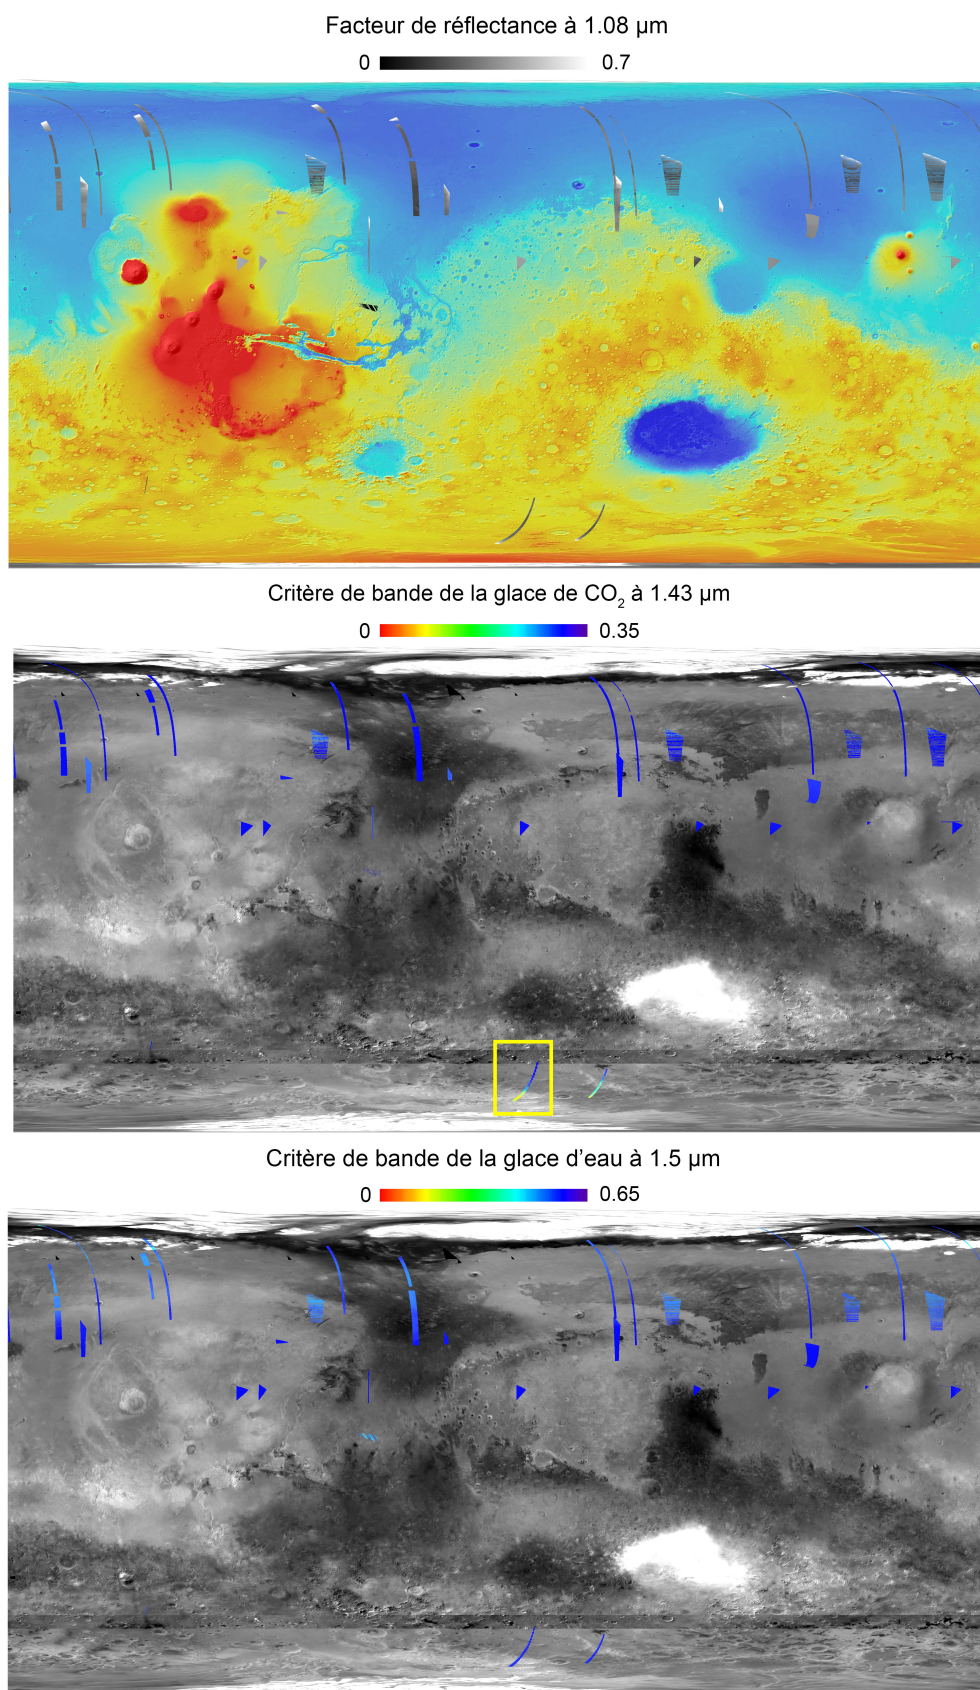 Facteur de réflectance à 1.08 µm
0 0.7
Critère de bande de la glace de CO2 à 1.43 µm
0 0.35
Critère de bande de la glace d’eau à 1.5 µm
0 0.65